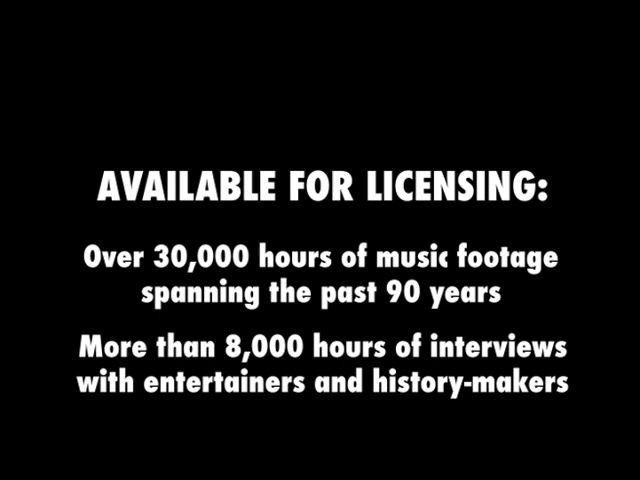 AVAILABLE FOR LICENSING:
Over 30,000 hours of music footage
spanning the past 90 years
More than 8,000 hours of interviews
with entertainers and history-makers